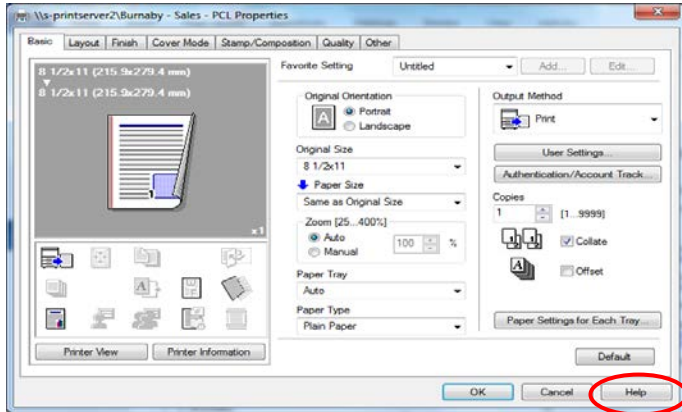 \\s-printserver2\Burnaby - Sales - PCL Properties
Basic Layout Finish Cover Mode Stamp/Composition Quality Other
8 1/2x11 (215.9x279.4 mm)
8 1/2x11 (215.9x279.4 mm)
1
x1
Printer View Printer Information
Favorite Setting Untitled Add... Edit...
Original Orientation
A Portrait
Landscape
Original Size
8 1/2x11
Paper Size
Same as Original Size
Zoom [25...400%]
Auto
Manual
100 %
Paper Tray
Auto
Paper Type
Plain Paper
Output Method
Print
User Settings...
Authentication/Account Track...
Copies
1 [1...9999]
Collate
Offset
Paper Settings for Each Tray...
Default
OK Cancel Help